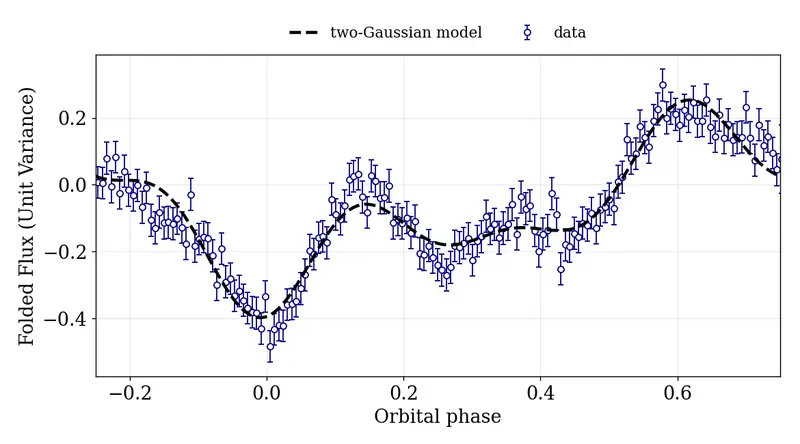 two-Gaussian model
data
Folded Flux (Unit Variance)
0.2
0.0
−0.2
−0.4
−0.2
0.0
0.2
0.4
0.6
Orbital phase